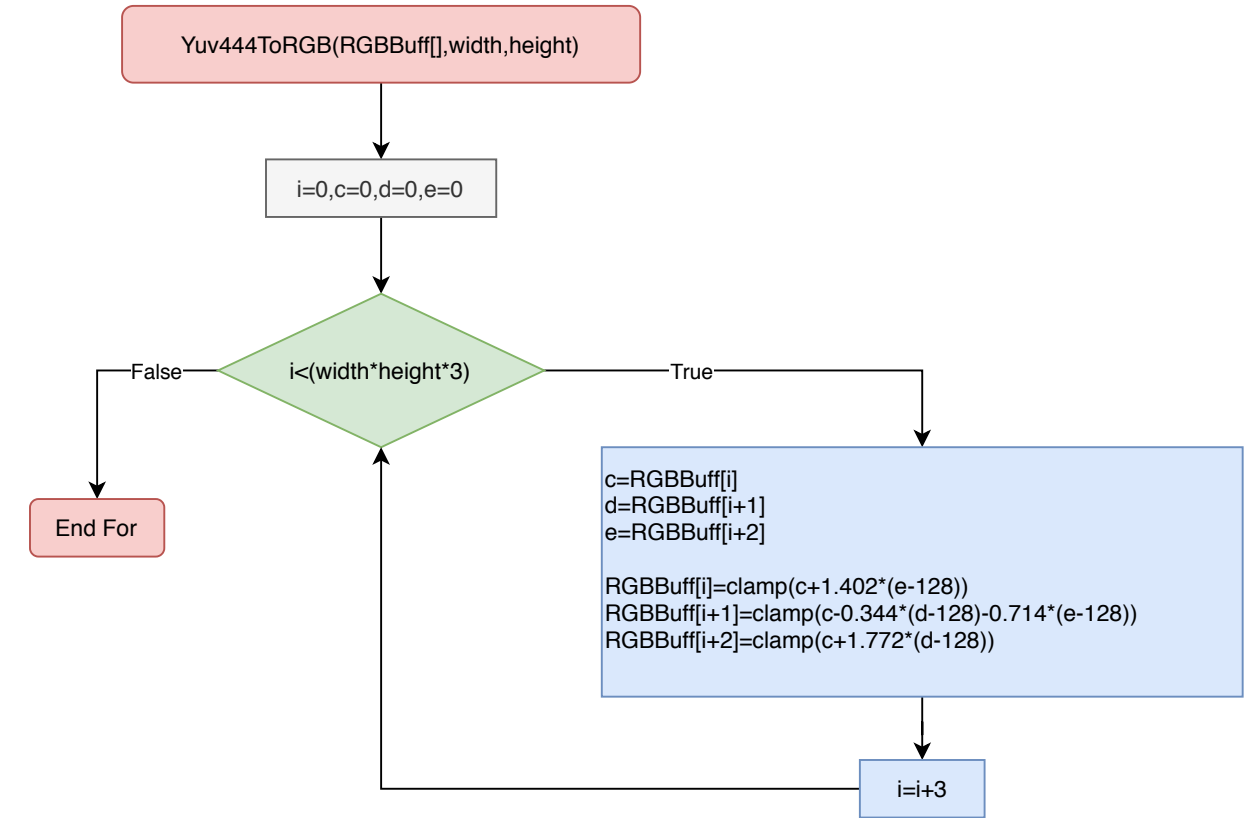 Yuv444ToRGB(RGBBuff[],width,height)
i=0,c=0,d=0,e=0
i<(width*height*3)
False
True
c=RGBBuff[i]
d=RGBBuff[i+1]
e=RGBBuff[i+2]
RGBBuff[i]=clamp(c+1.402*(e-128))
RGBBuff[i+1]=clamp(c-0.344*(d-128)-0.714*(e-128))
RGBBuff[i+2]=clamp(c+1.772*(d-128))
End For
i=i+3